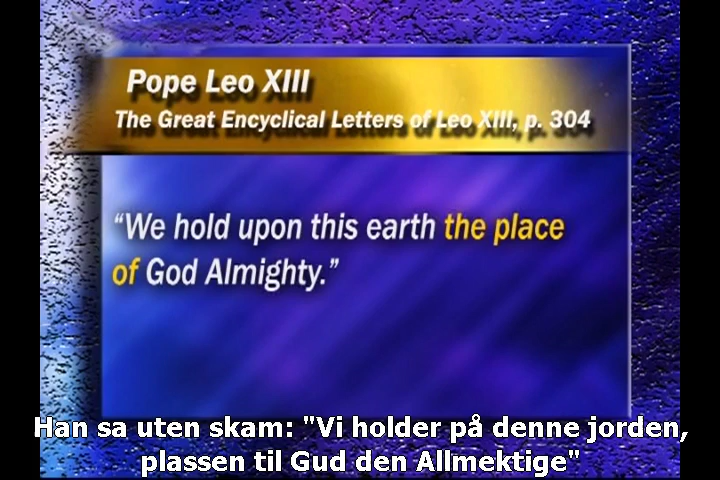 Pope Leo XIII
The Great Encyclical Letters of Leo XIII, p. 304
“We hold upon this earth the place
of God Almighty.”
Han sa uten skam: "Vi holder på denne jorden,
plassen til Gud den Allmektige"